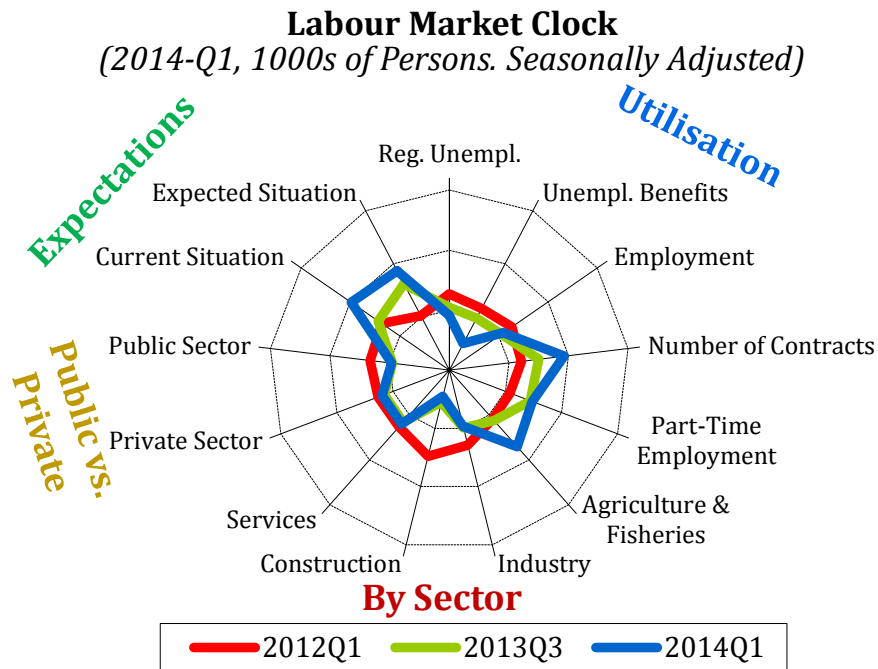 Labour Market Clock
(2014-Q1, 1000s of Persons. Seasonally Adjusted)
Expectations
Utilisation
Reg. Unempl.
Unempl. Benefits
Employment
Number of Contracts
Part-Time
Employment
Agriculture &
Fisheries
Industry
Construction
Services
Private Sector
Public Sector
Current Situation
Expected Situation
Public vs.
Private
By Sector
2012Q1
2013Q3
2014Q1